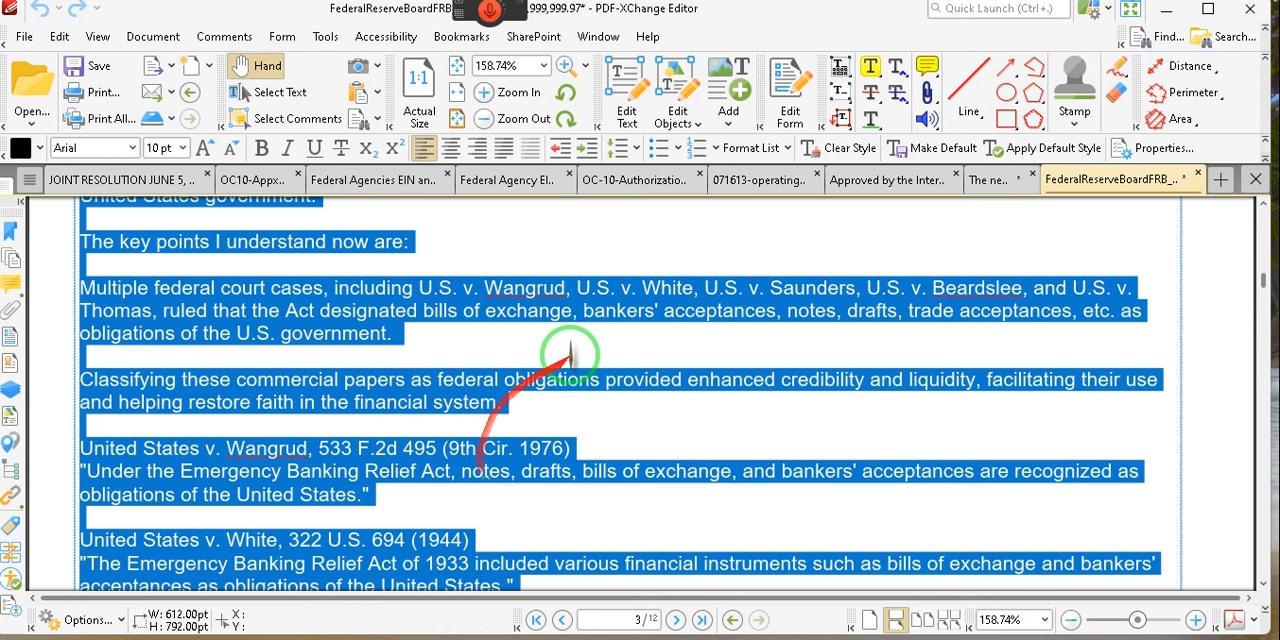 FederalReserveBoardFRB
,999,999.97* - PDF-XChange Editor
Quick Launch (Ctrl+.)
File Edit View Document Comments Form Tools Accessibility Bookmarks SharePoint Window Help
Find... Search...
Open...
Save
Print...
Print All...
Hand
Select Text
Select Comments
1:1
Actual Size
158.74%
Zoom In
Zoom Out
Edit Text
Edit Objects
Add
Edit Form
Line
Stamp
Distance
Perimeter
Area
Arial 10 pt Format List Clear Style Make Default Apply Default Style Properties...
JOINT RESOLUTION JUNE 5, .. OC10-Appx.. Federal Agencies EIN an.. Federal Agency El.. OC-10-Authorizatio.. 071613-operating.. Approved by the Inter.. The ne.. * FederalReserveBoardFRB_.. *
United States government.
The key points I understand now are:
Multiple federal court cases, including U.S. v. Wangrud, U.S. v. White, U.S. v. Saunders, U.S. v. Beardslee, and U.S. v.
Thomas, ruled that the Act designated bills of exchange, bankers' acceptances, notes, drafts, trade acceptances, etc. as
obligations of the U.S. government.
Classifying these commercial papers as federal obligations provided enhanced credibility and liquidity, facilitating their use
and helping restore faith in the financial system.
United States v. Wangrud, 533 F.2d 495 (9th Cir. 1976)
"Under the Emergency Banking Relief Act, notes, drafts, bills of exchange, and bankers' acceptances are recognized as
obligations of the United States."
United States v. White, 322 U.S. 694 (1944)
"The Emergency Banking Relief Act of 1933 included various financial instruments such as bills of exchange and bankers'
acceptances as obligations of the United States."
Options... W: 612.00pt X:
H: 792.00pt Y:
3 / 12
158.74%